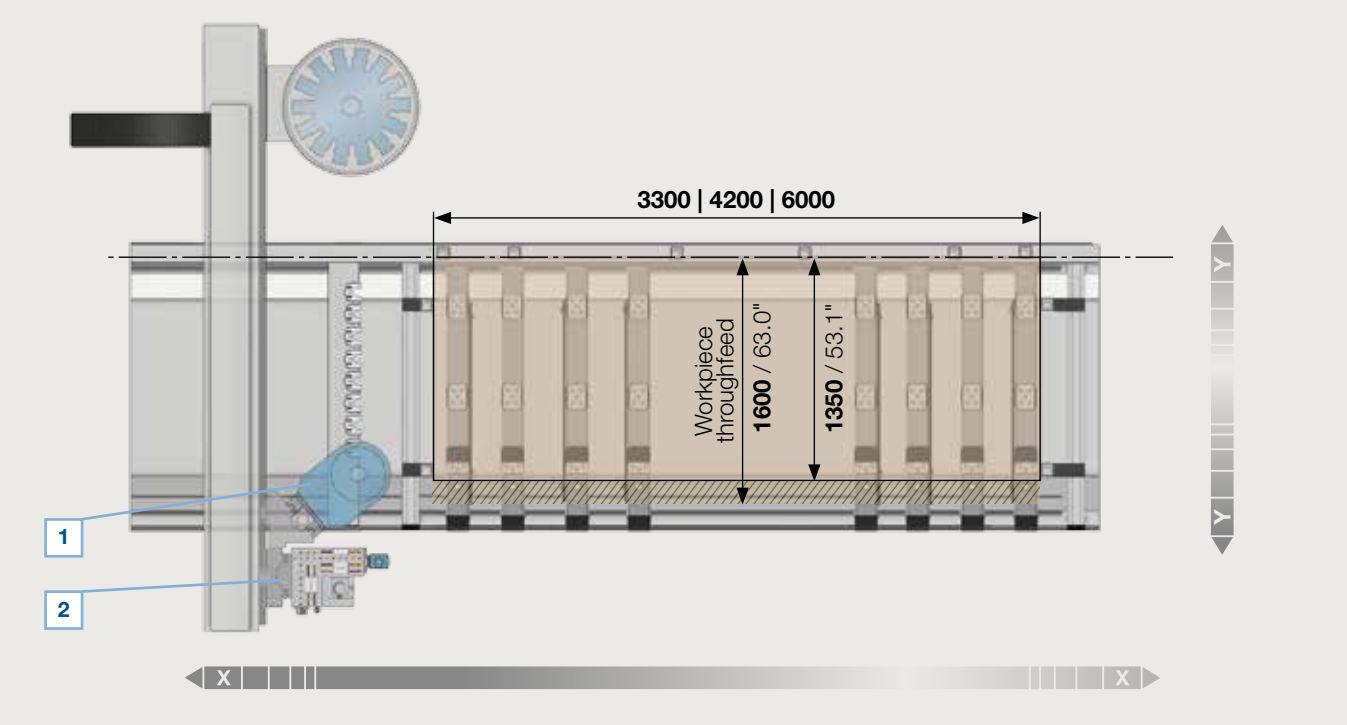 3300 | 4200 | 6000
Y
Workpiece
throughfeed
1600 / 63.0"
1350 / 53.1"
Y
1
2
X
X